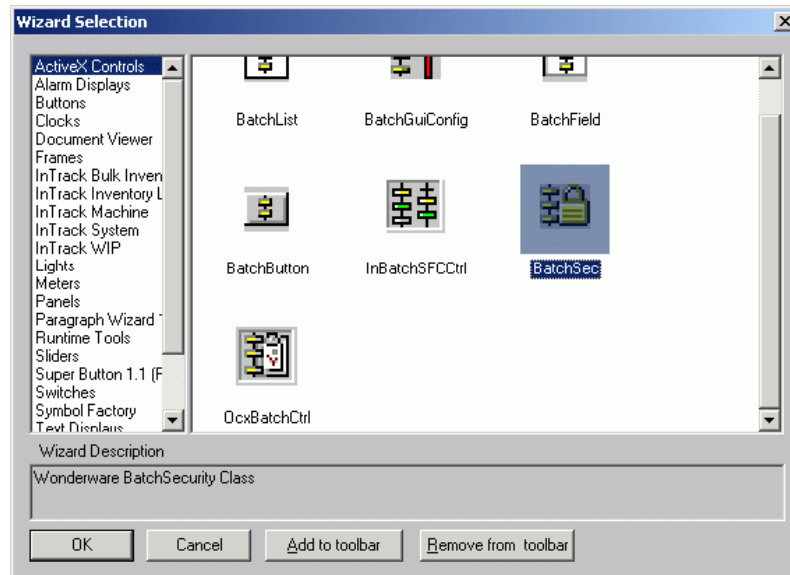 Wizard Selection
ActiveX Controls
Alarm Displays
Buttons
Clocks
Document Viewer
Frames
InTrack Bulk Inven
InTrack Inventory L
InTrack Machine
InTrack System
InTrack WIP
Lights
Meters
Panels
Paragraph Wizard
Runtime Tools
Sliders
Super Button 1.1 (F
Switches
Symbol Factory
Text Displays
BatchList
BatchGuiConfig
BatchField
BatchButton
InBatchSFCCtrl
BatchSec
OcxBatchCtrl
Wizard Description
Wonderware BatchSecurity Class
OK
Cancel
Add to toolbar
Remove from toolbar